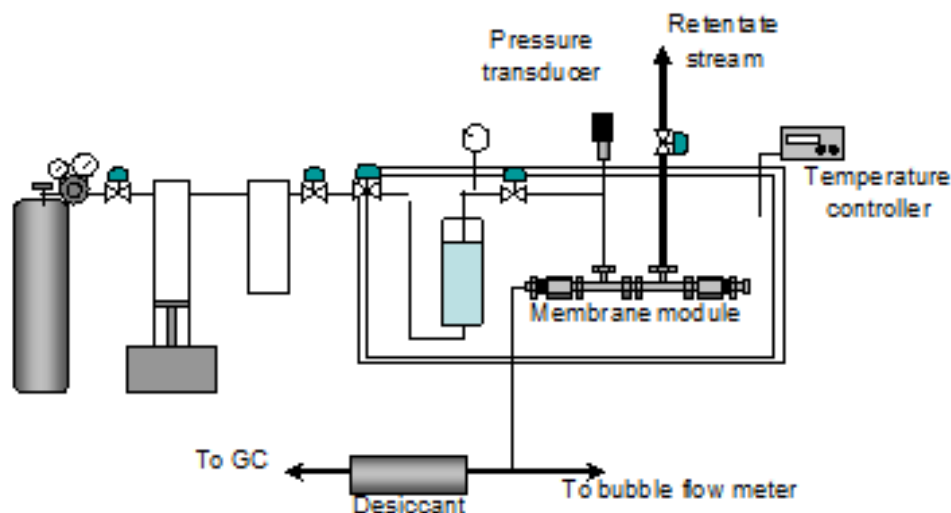 Pressure
transducer
Retentate
stream
Temperature
controller
Membrane module
To GC
Desiccant
To bubble flow meter